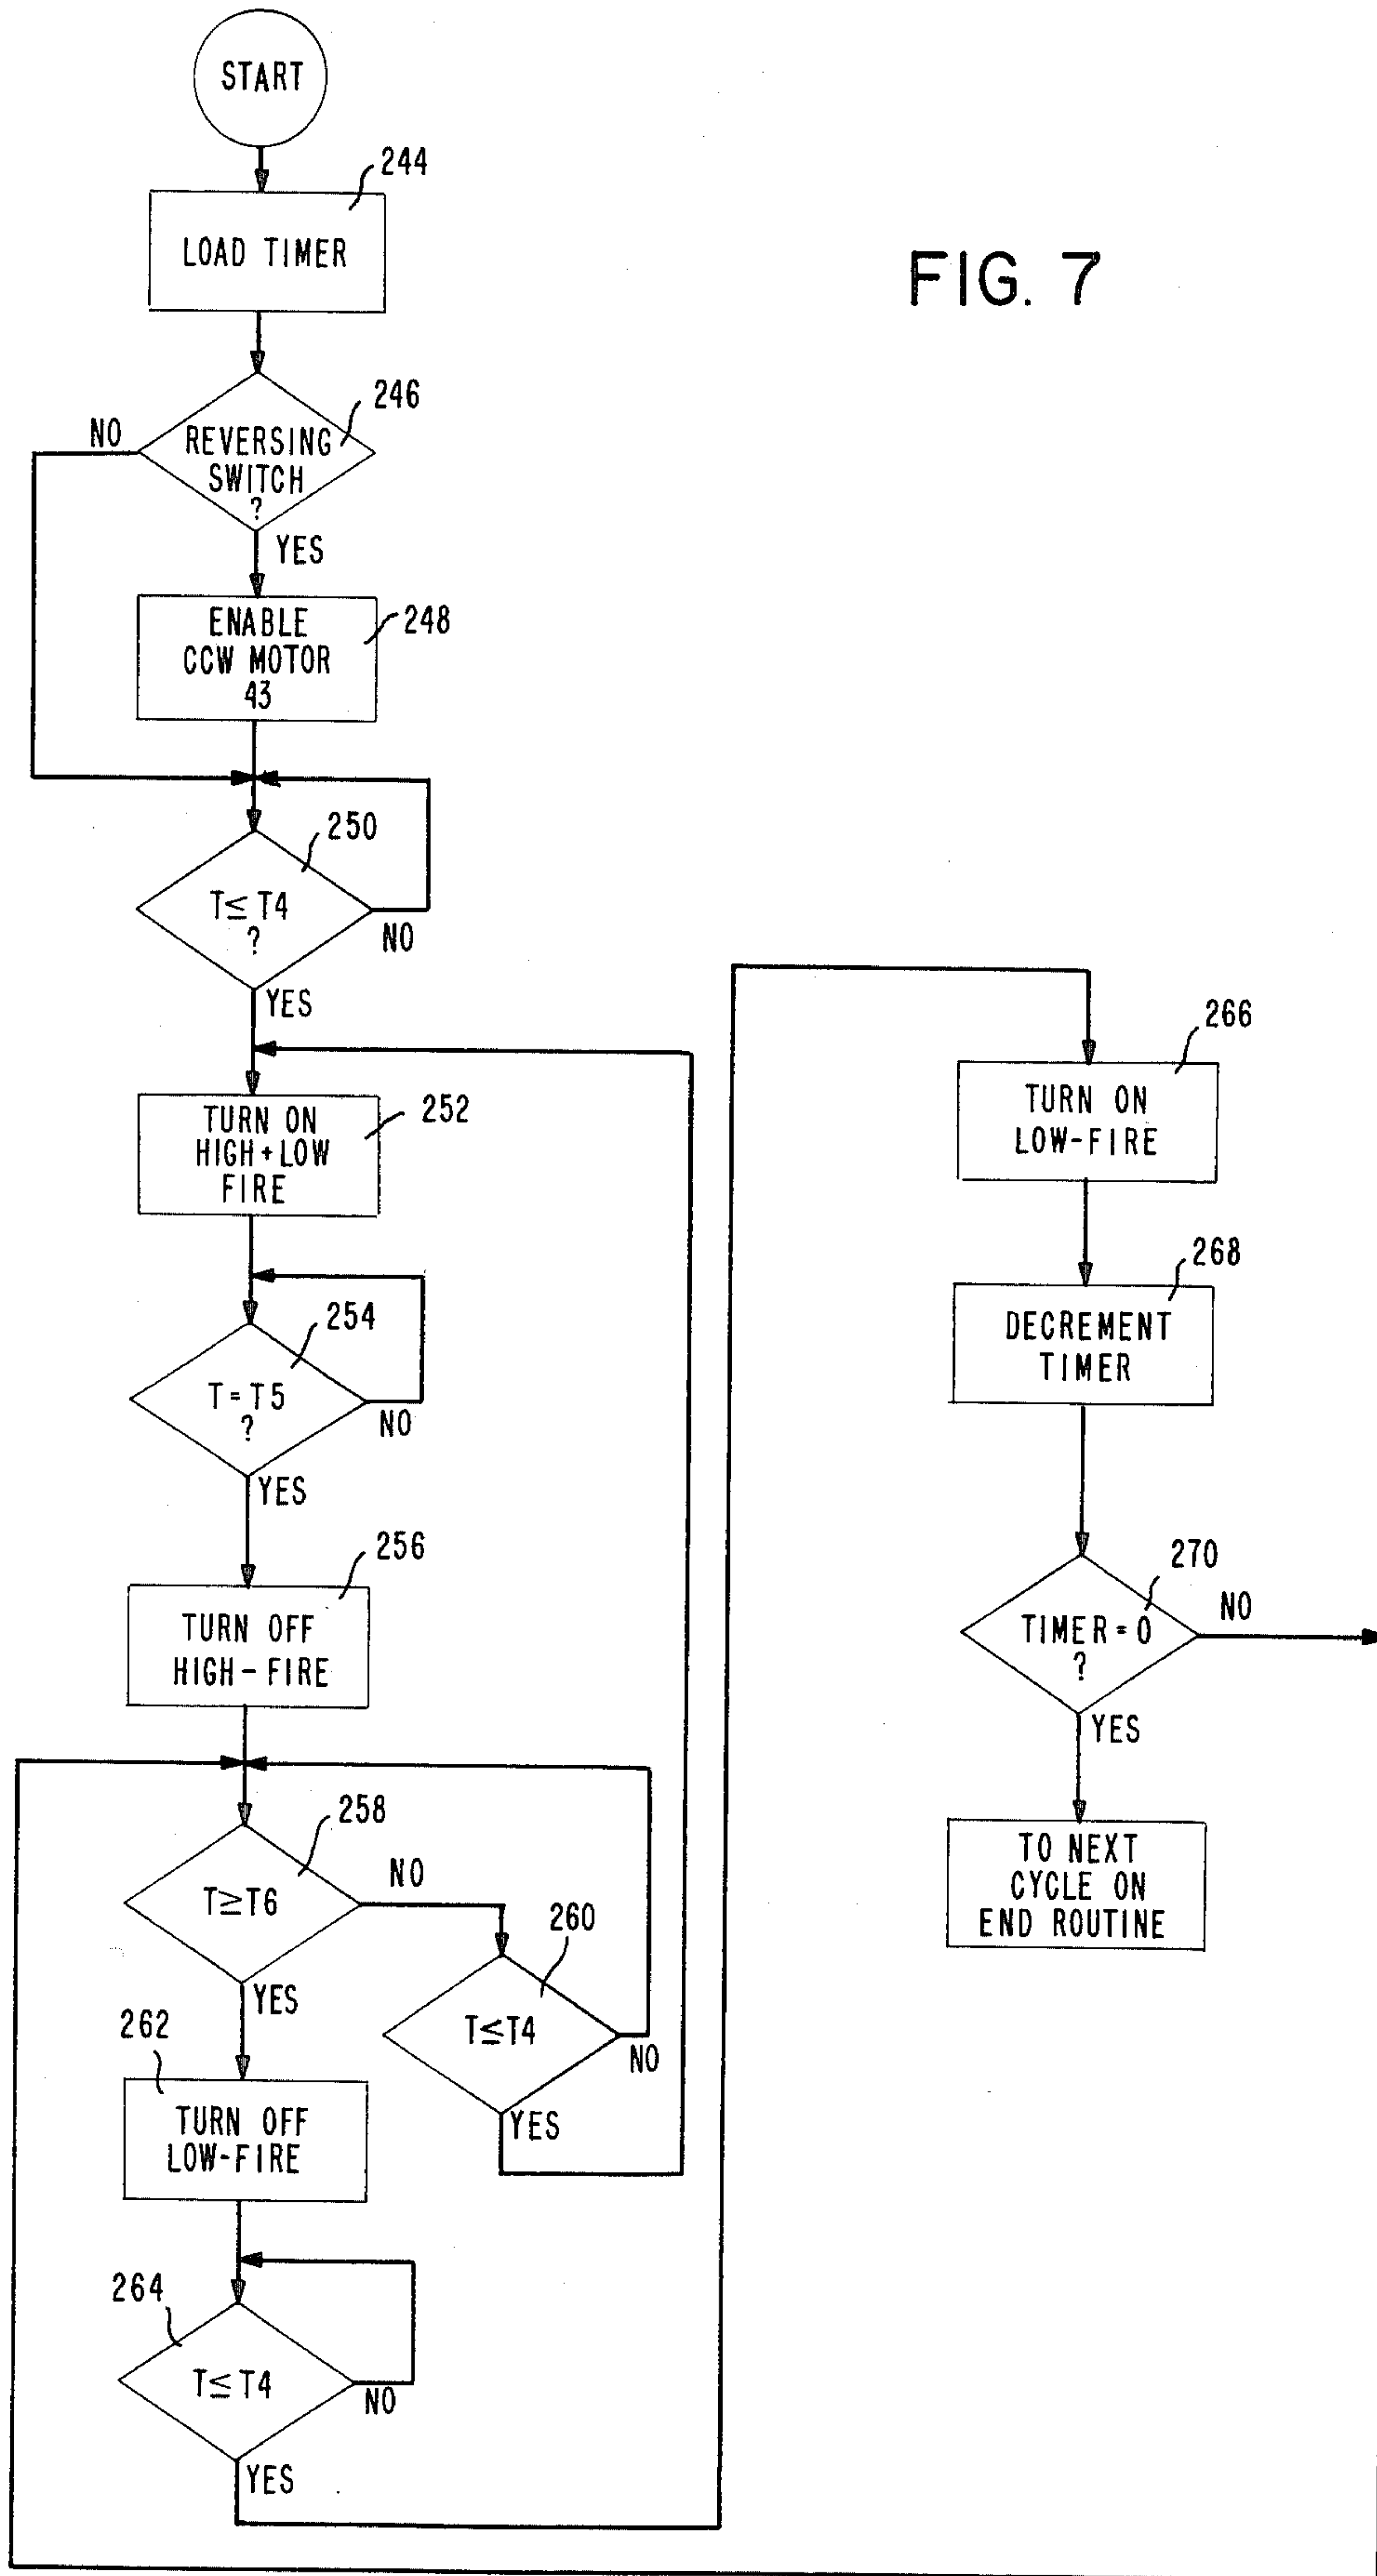 START
244
LOAD TIMER
FIG. 7
246
NO
REVERSING
SWITCH
?
YES
248
ENABLE
CCW MOTOR
43
250
T≤ T4
?
NO
YES
252
TURN ON
HIGH+LOW
FIRE
254
T=T5
?
NO
YES
256
TURN OFF
HIGH-FIRE
258
T≥T6
NO
YES
260
T≤T4
NO
YES
262
TURN OFF
LOW-FIRE
264
T≤T4
NO
YES
266
TURN ON
LOW-FIRE
268
DECREMENT
TIMER
270
TIMER=0
?
NO
YES
TO NEXT
CYCLE ON
END ROUTINE